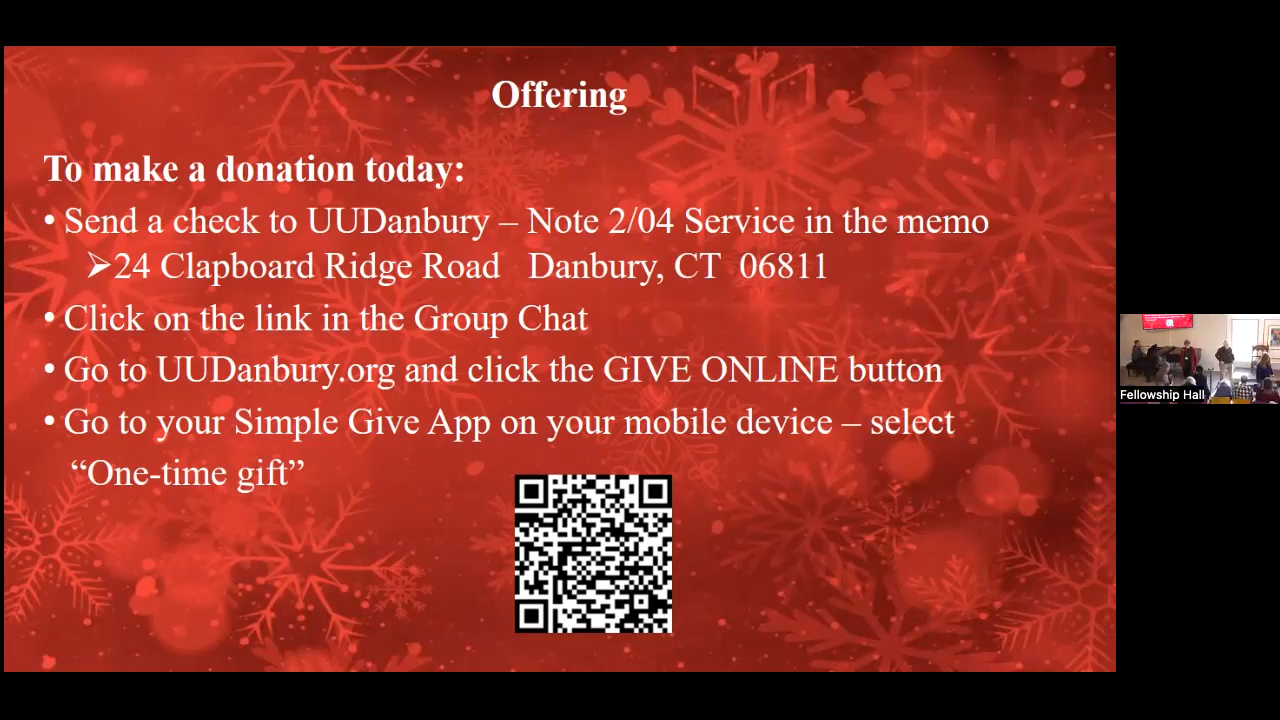 Offering
To make a donation today:
• Send a check to UUDanbury – Note 2/04 Service in the memo
➢24 Clapboard Ridge Road Danbury, CT 06811
• Click on the link in the Group Chat
• Go to UUDanbury.org and click the GIVE ONLINE button
• Go to your Simple Give App on your mobile device – select
“One-time gift”
Fellowship Hall